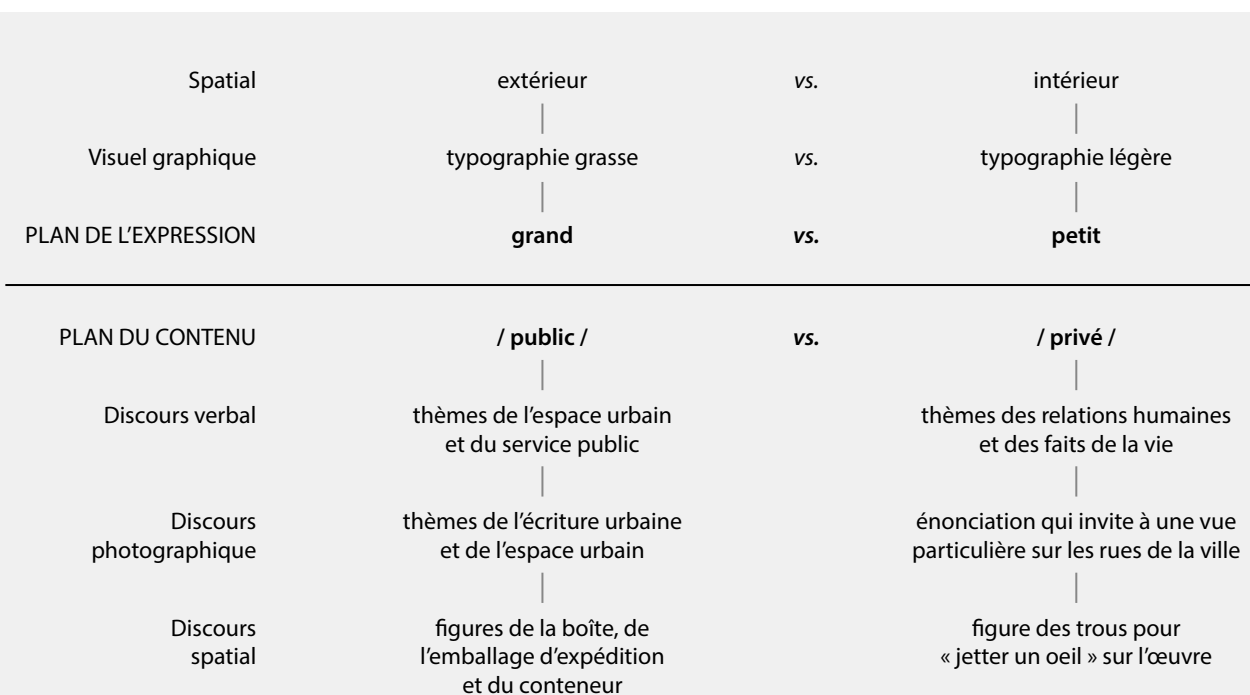 Spatial extérieur vs. intérieur
Visuel graphique typographie grasse vs. typographie légère
PLAN DE L’EXPRESSION grand vs. petit
PLAN DU CONTENU / public / vs. / privé /
Discours verbal thèmes de l’espace urbain thèmes des relations humaines
et du service public et des faits de la vie
Discours thèmes de l’écriture urbaine énonciation qui invite à une vue
photographique et de l’espace urbain particulière sur les rues de la ville
Discours figures de la boîte, de figure des trous pour
spatial l’emballage d’expédition « jetter un oeil » sur l’œuvre
et du conteneur